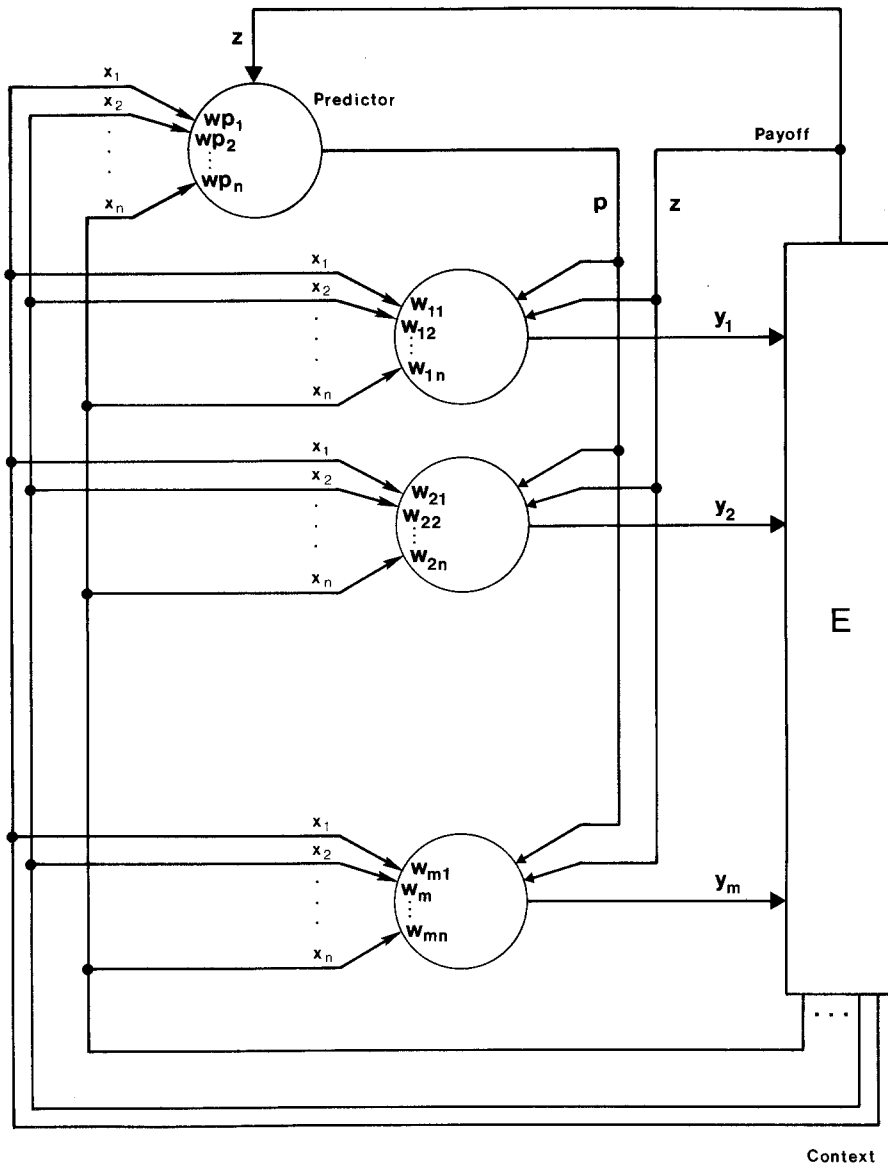 z
x₁
Predictor
wp₁
x₂
wp₂
Payoff
wpₙ
xₙ
p
z
x₁
w₁₁
x₂
w₁₂
y₁
w₁ₙ
xₙ
x₁
w₂₁
x₂
w₂₂
y₂
w₂ₙ
xₙ
E
x₁
wₘ₁
x₂
wₘ
yₘ
wₘₙ
xₙ
Context